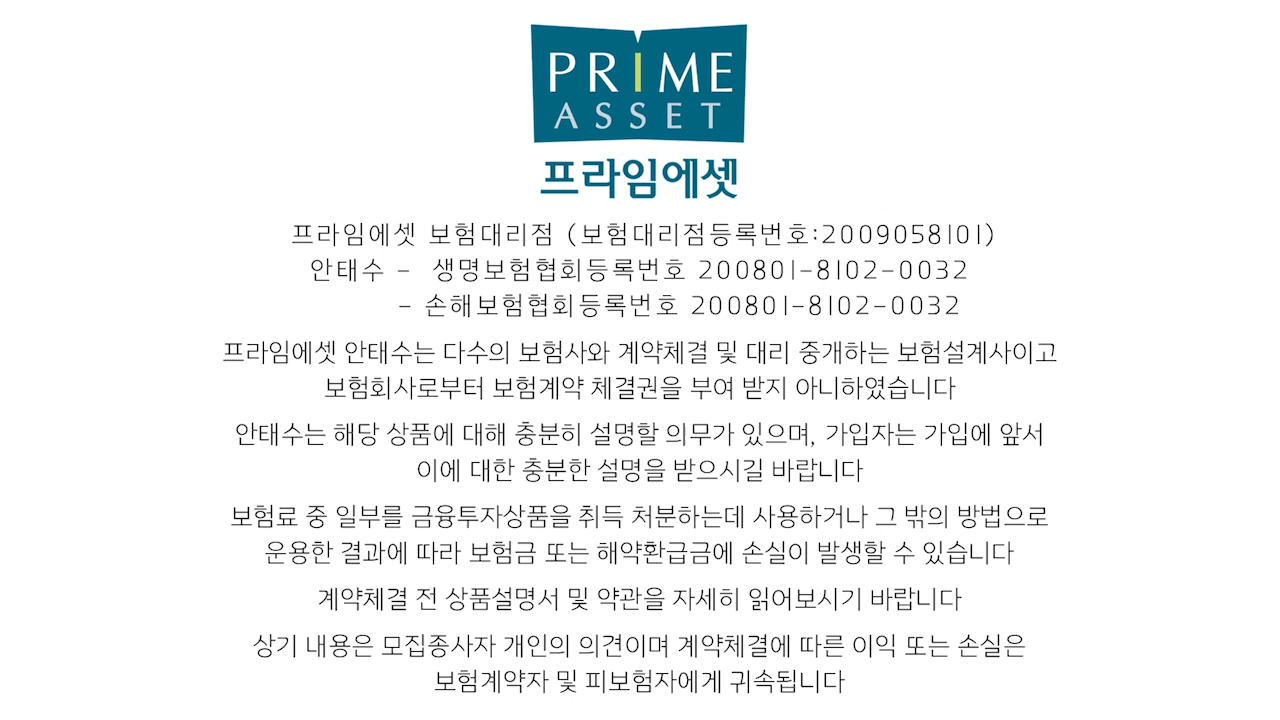 PRIME
ASSET
프라임에셋
프라임에셋 보험대리점 (보험대리점등록번호:2009058101)
안태수 - 생명보험협회등록번호 200801-8102-0032
- 손해보험협회등록번호 200801-8102-0032
프라임에셋 안태수는 다수의 보험사와 계약체결 및 대리 중개하는 보험설계사이고
보험회사로부터 보험계약 체결권을 부여 받지 아니하였습니다
안태수는 해당 상품에 대해 충분히 설명할 의무가 있으며, 가입자는 가입에 앞서
이에 대한 충분한 설명을 받으시길 바랍니다
보험료 중 일부를 금융투자상품을 취득 처분하는데 사용하거나 그 밖의 방법으로
운용한 결과에 따라 보험금 또는 해약환급금에 손실이 발생할 수 있습니다
계약체결 전 상품설명서 및 약관을 자세히 읽어보시기 바랍니다
상기 내용은 모집종사자 개인의 의견이며 계약체결에 따른 이익 또는 손실은
보험계약자 및 피보험자에게 귀속됩니다